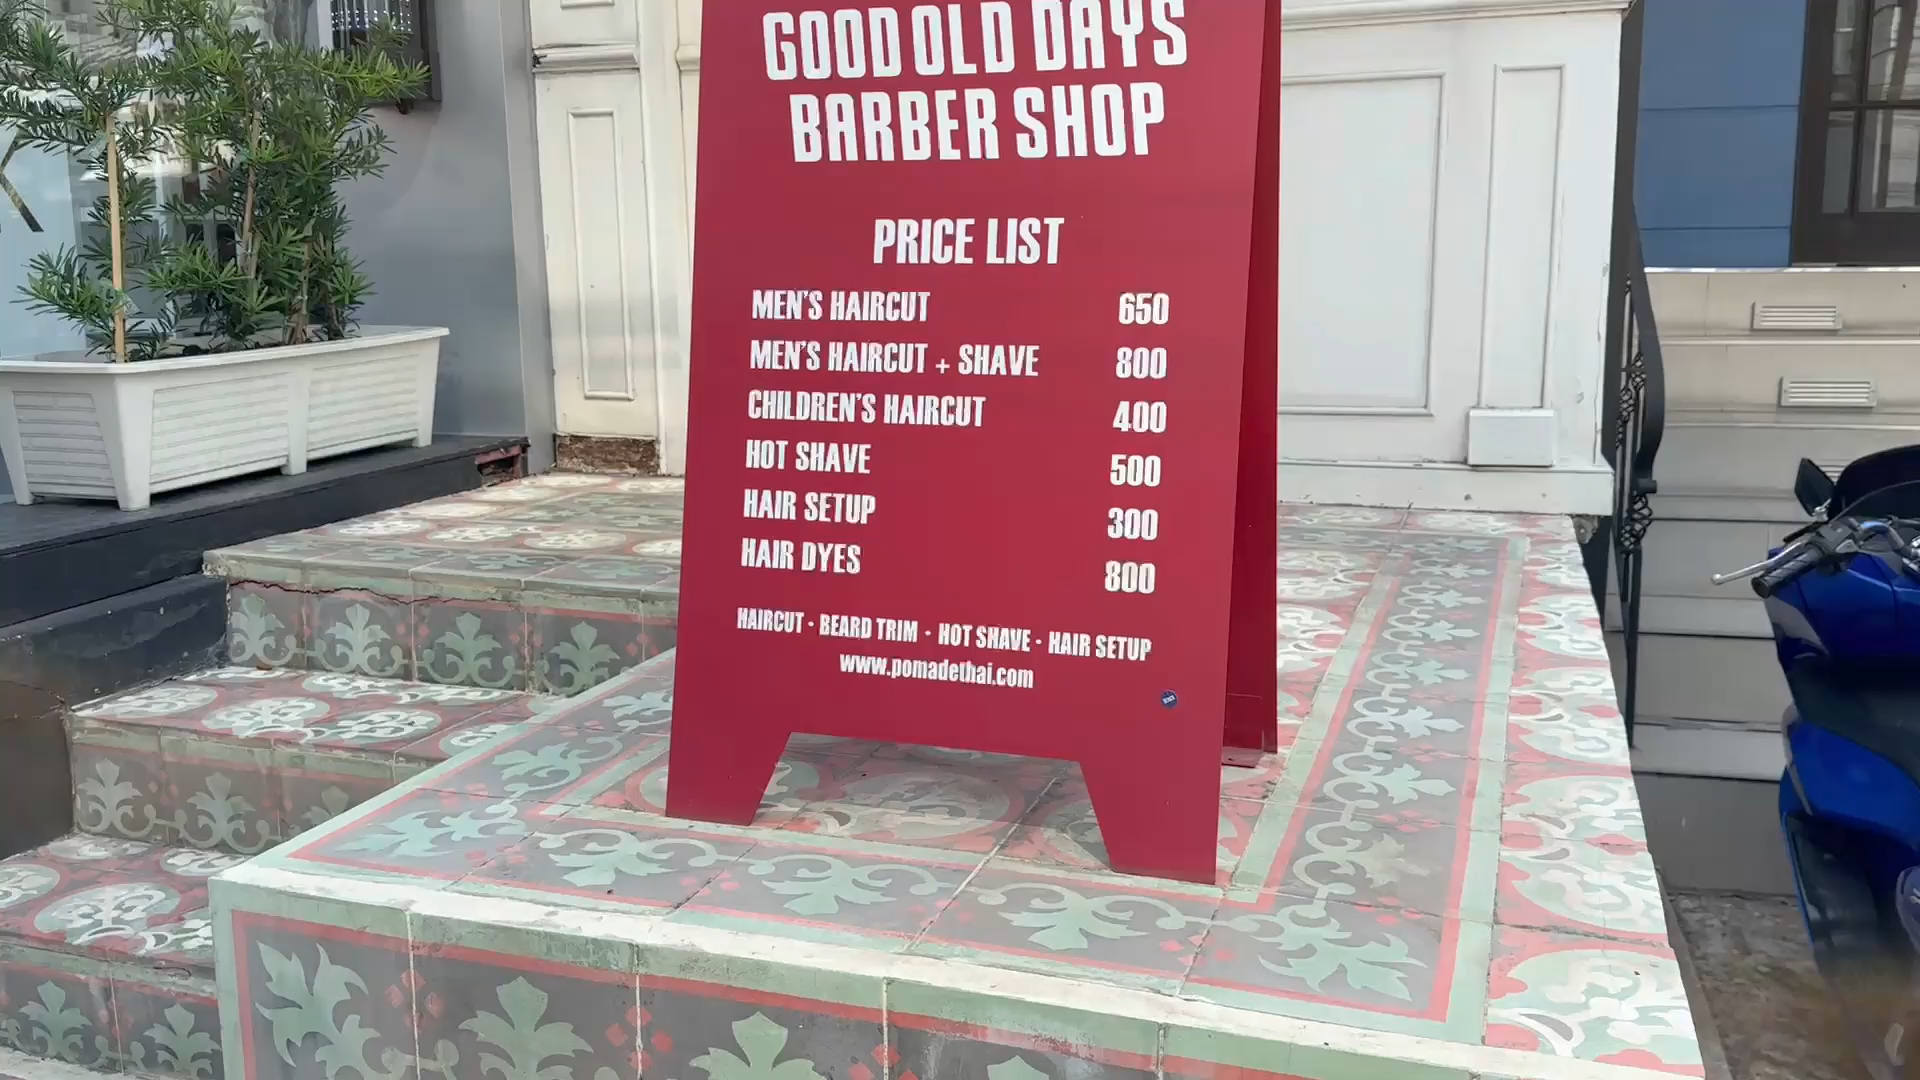 GOOD OLD DAYS
BARBER SHOP
PRICE LIST
MEN'S HAIRCUT 650
MEN'S HAIRCUT + SHAVE 800
CHILDREN'S HAIRCUT 400
HOT SHAVE 500
HAIR SETUP 300
HAIR DYES 800
HAIRCUT · BEARD TRIM · HOT SHAVE · HAIR SETUP
www.pomadethai.com